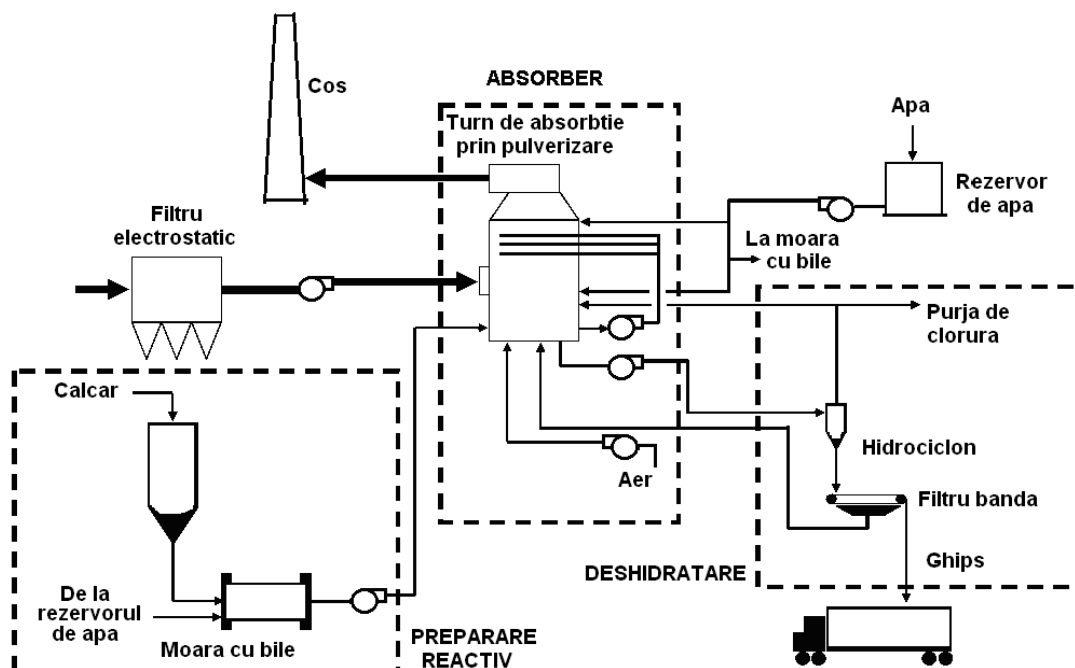 Cos
ABSORBER
Turn de absorbtie
prin pulverizare
Apa
Rezervor
de apa
Filtru
electrostatic
La moara
cu bile
Purja de
clorura
Calcar
Hidrociclon
Aer
Filtru banda
Ghips
DESHIDRATARE
De la
rezervorul
de apa
Moara cu bile
PREPARARE
REACTIV